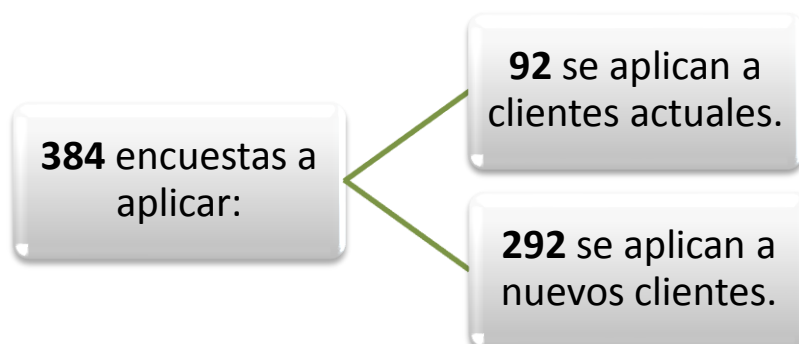 384 encuestas a
aplicar:
92 se aplican a
clientes actuales.
292 se aplican a
nuevos clientes.